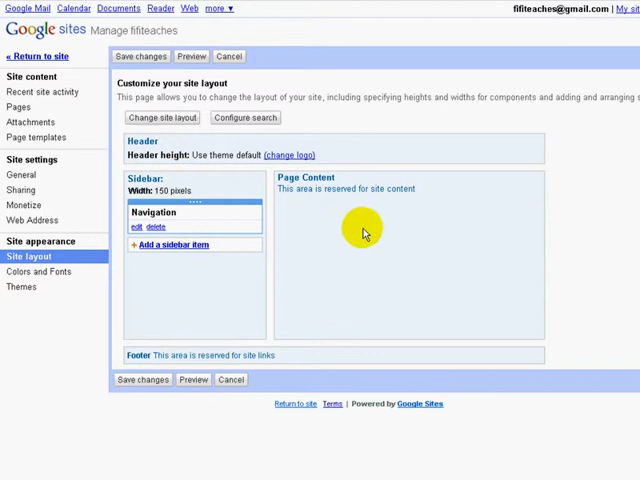 Google Mail Calendar Documents Reader Web more ▼ fifiteaches@gmail.com | My sit
Google sites Manage fifiteaches
« Return to site
Save changes Preview Cancel
Site content
Recent site activity
Pages
Attachments
Page templates
Site settings
General
Sharing
Monetize
Web Address
Site appearance
Site layout
Colors and Fonts
Themes
Customize your site layout
This page allows you to change the layout of your site, including specifying heights and widths for components and adding and arranging s
Change site layout Configure search
Header
Header height: Use theme default (change logo)
Sidebar:
Width: 150 pixels
Navigation
edit delete
+ Add a sidebar item
Page Content
This area is reserved for site content
Footer This area is reserved for site links
Save changes Preview Cancel
Return to site Terms | Powered by Google Sites